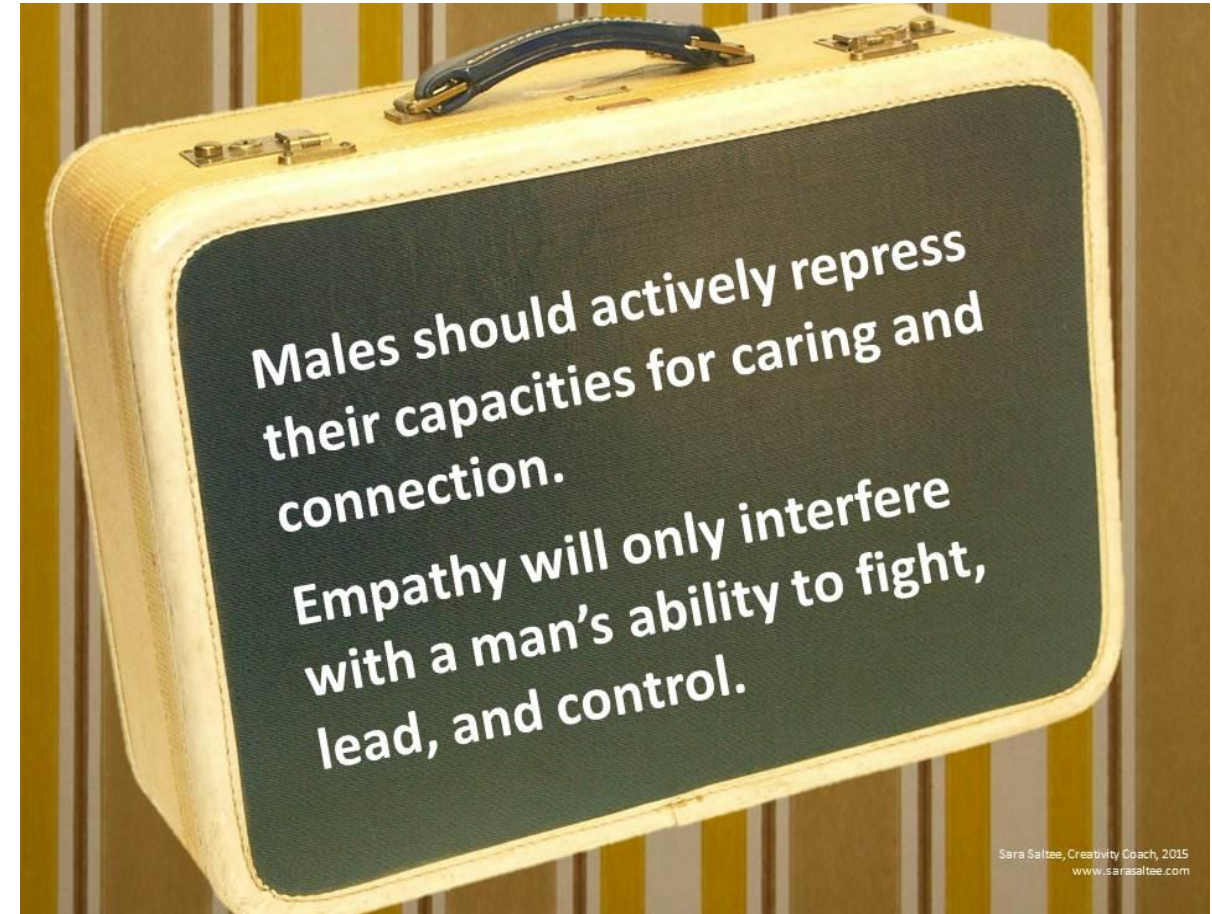 Males should actively repress
their capacities for caring and
connection.
Empathy will only interfere
with a man’s ability to fight,
lead, and control.
Sara Saltee, Creativity Coach, 2015
www.sarasaltee.com